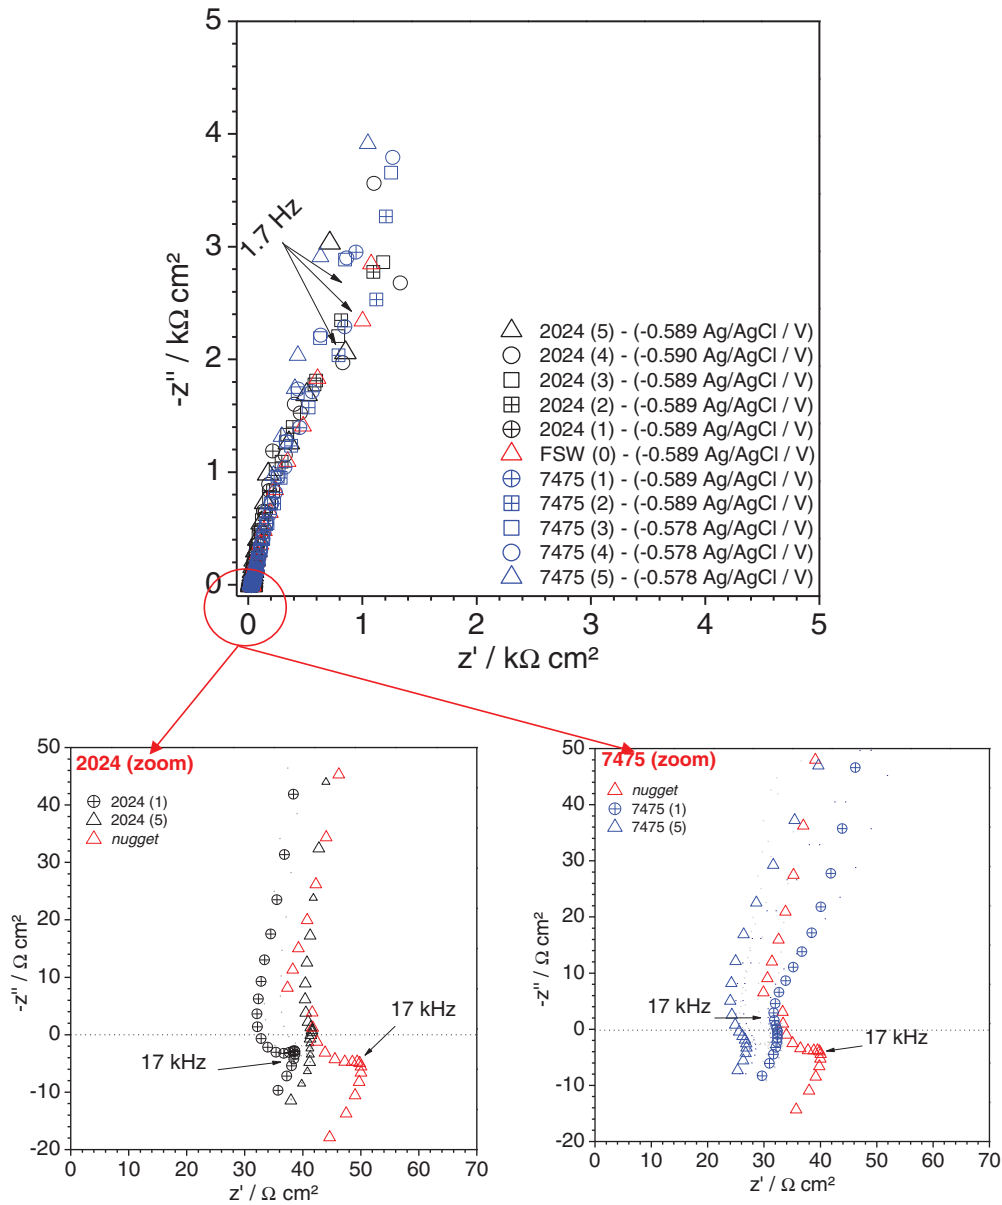 5
4
3
2
1
0
-z'' / kΩ cm²
1.7 Hz
2024 (5) - (-0.589 Ag/AgCl / V)
2024 (4) - (-0.590 Ag/AgCl / V)
2024 (3) - (-0.589 Ag/AgCl / V)
2024 (2) - (-0.589 Ag/AgCl / V)
2024 (1) - (-0.589 Ag/AgCl / V)
FSW (0) - (-0.589 Ag/AgCl / V)
7475 (1) - (-0.589 Ag/AgCl / V)
7475 (2) - (-0.589 Ag/AgCl / V)
7475 (3) - (-0.578 Ag/AgCl / V)
7475 (4) - (-0.578 Ag/AgCl / V)
7475 (5) - (-0.578 Ag/AgCl / V)
0 1 2 3 4 5
z' / kΩ cm²
2024 (zoom)
2024 (1)
2024 (5)
nugget
50
40
30
20
10
0
-10
-20
-z'' / Ω cm²
17 kHz
17 kHz
0 10 20 30 40 50 60 70
z' / Ω cm²
7475 (zoom)
nugget
7475 (1)
7475 (5)
50
40
30
20
10
0
-10
-20
-z'' / Ω cm²
17 kHz
17 kHz
0 10 20 30 40 50 60 70
z' / Ω cm²